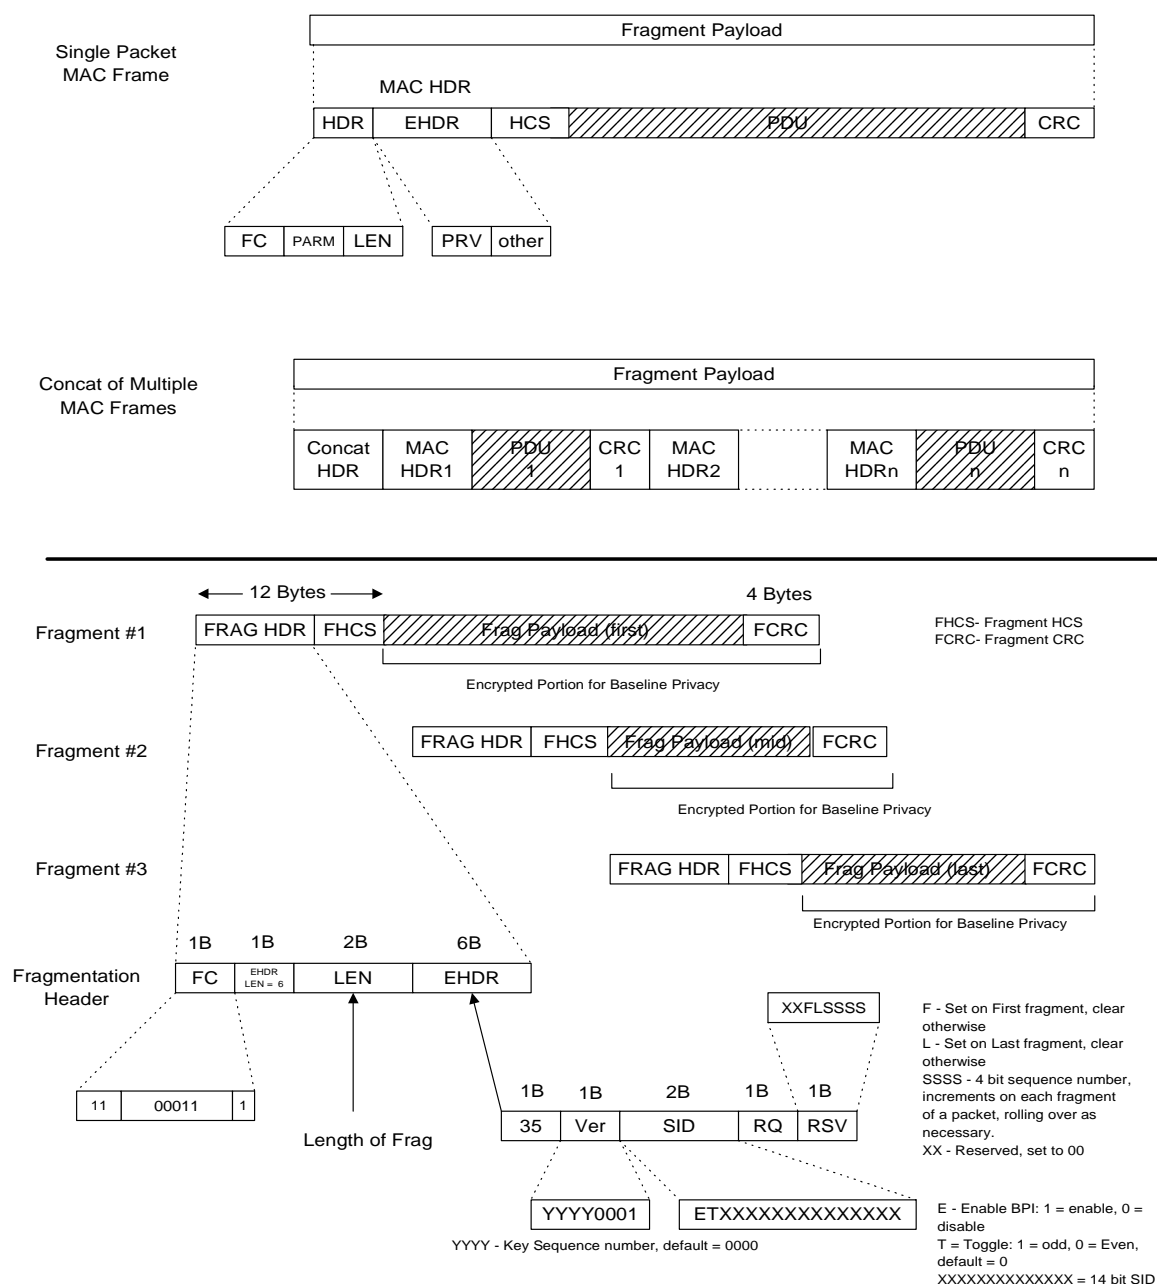 Fragment Payload
Single Packet
MAC Frame
MAC HDR
HDR EHDR HCS PDU CRC
FC PARM LEN PRV other
Fragment Payload
Concat of Multiple
MAC Frames
Concat HDR MAC HDR1 PDU 1 CRC 1 MAC HDR2 MAC HDRn PDU n CRC n
12 Bytes 4 Bytes
Fragment #1
FRAG HDR FHCS Frag Payload (first) FCRC
FHCS- Fragment HCS
FCRC- Fragment CRC
Encrypted Portion for Baseline Privacy
Fragment #2
FRAG HDR FHCS Frag Payload (mid) FCRC
Encrypted Portion for Baseline Privacy
Fragment #3
FRAG HDR FHCS Frag Payload (last) FCRC
Encrypted Portion for Baseline Privacy
1B 1B 2B 6B
Fragmentation
Header
FC EHDR LEN = 6 LEN EHDR
XXFLSSSS
F - Set on First fragment, clear
otherwise
L - Set on Last fragment, clear
otherwise
SSSS - 4 bit sequence number,
increments on each fragment
of a packet, rolling over as
necessary.
XX - Reserved, set to 00
11 00011 1
Length of Frag
1B 1B 2B 1B 1B
35 Ver SID RQ RSV
YYYY0001 ETXXXXXXXXXXXXXX
YYYY - Key Sequence number, default = 0000
E - Enable BPI: 1 = enable, 0 =
disable
T = Toggle: 1 = odd, 0 = Even,
default = 0
XXXXXXXXXXXXXX = 14 bit SID